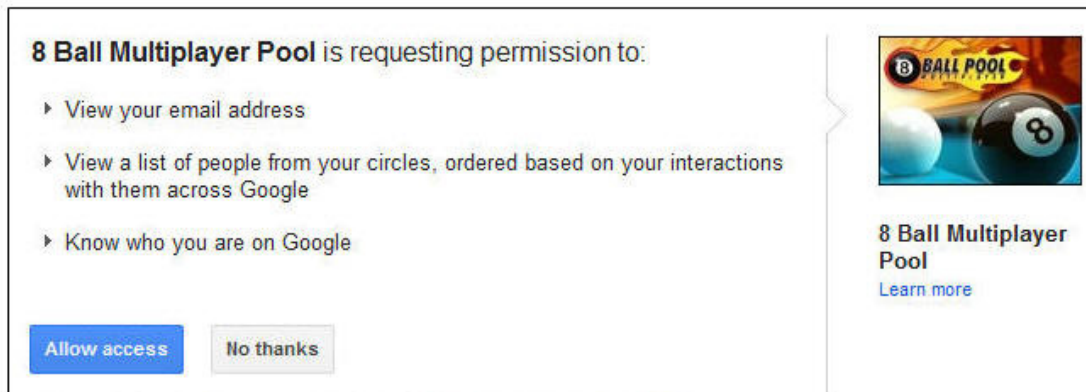 8 Ball Multiplayer Pool is requesting permission to:
View your email address
View a list of people from your circles, ordered based on your interactions
with them across Google
Know who you are on Google
Allow access
No thanks
8 BALL POOL
MULTIPLAYER
8
8 Ball Multiplayer
Pool
Learn more